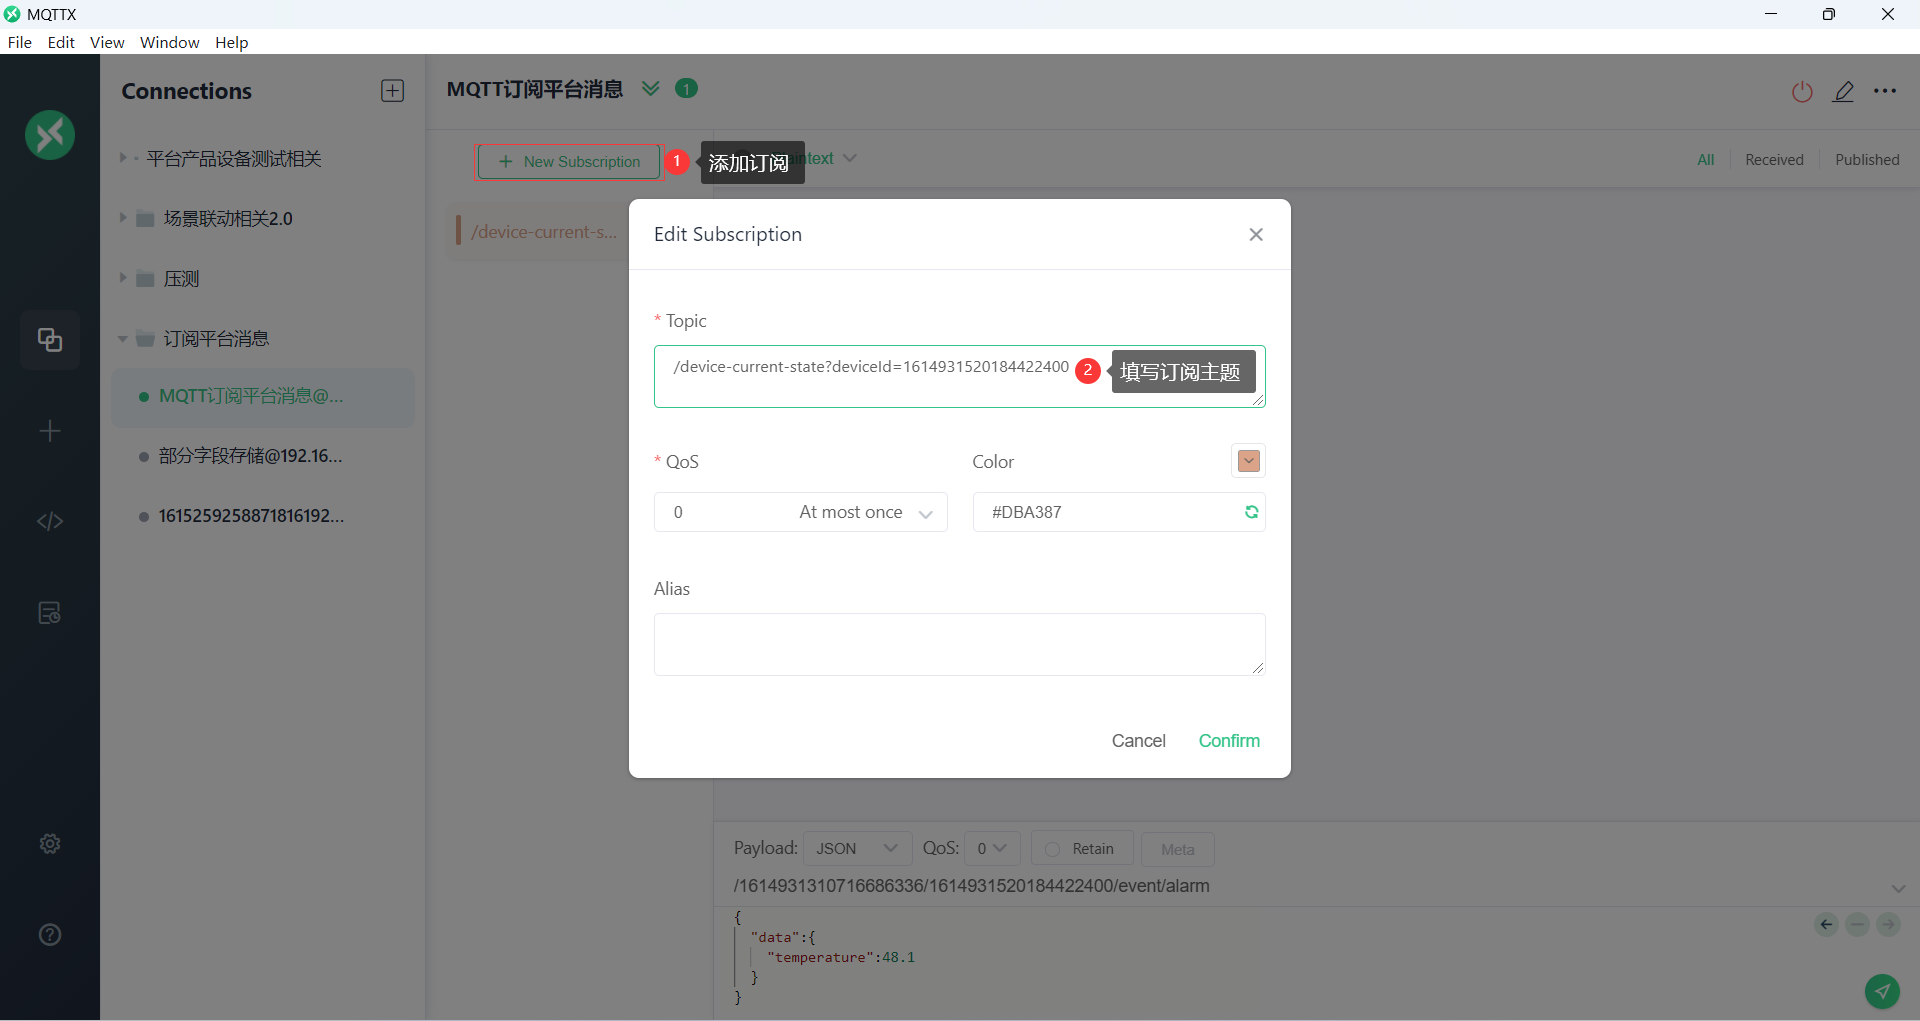 MQTTX
File Edit View Window Help
Connections
平台产品设备测试相关
场景联动相关2.0
压测
订阅平台消息
MQTT订阅平台消息@...
部分字段存储@192.16...
1615259258871816192...
MQTT订阅平台消息 1
+ New Subscription 1 添加订阅
All Received Published
/device-current-s...
Edit Subscription
* Topic
/device-current-state?deviceId=1614931520184422400 2 填写订阅主题
* QoS Color
0 At most once #DBA387
Alias
Cancel Confirm
Payload: JSON QoS: 0 Retain Meta
/1614931310716686336/1614931520184422400/event/alarm
{
"data":{
"temperature":48.1
}
}